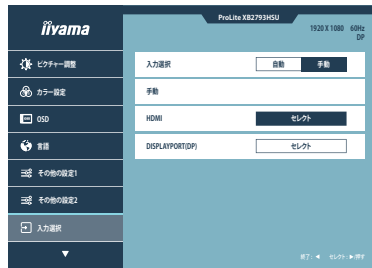 iiyama
ProLite XB2793HSU
1920 X 1080 60Hz
DP
ピクチャー調整
カラー設定
OSD
言語
その他の設定1
その他の設定2
入力選択
入力選択 自動 手動
手動
HDMI セレクト
DISPLAYPORT(DP) セレクト
終了: ◀ セレクト: ▶/押す